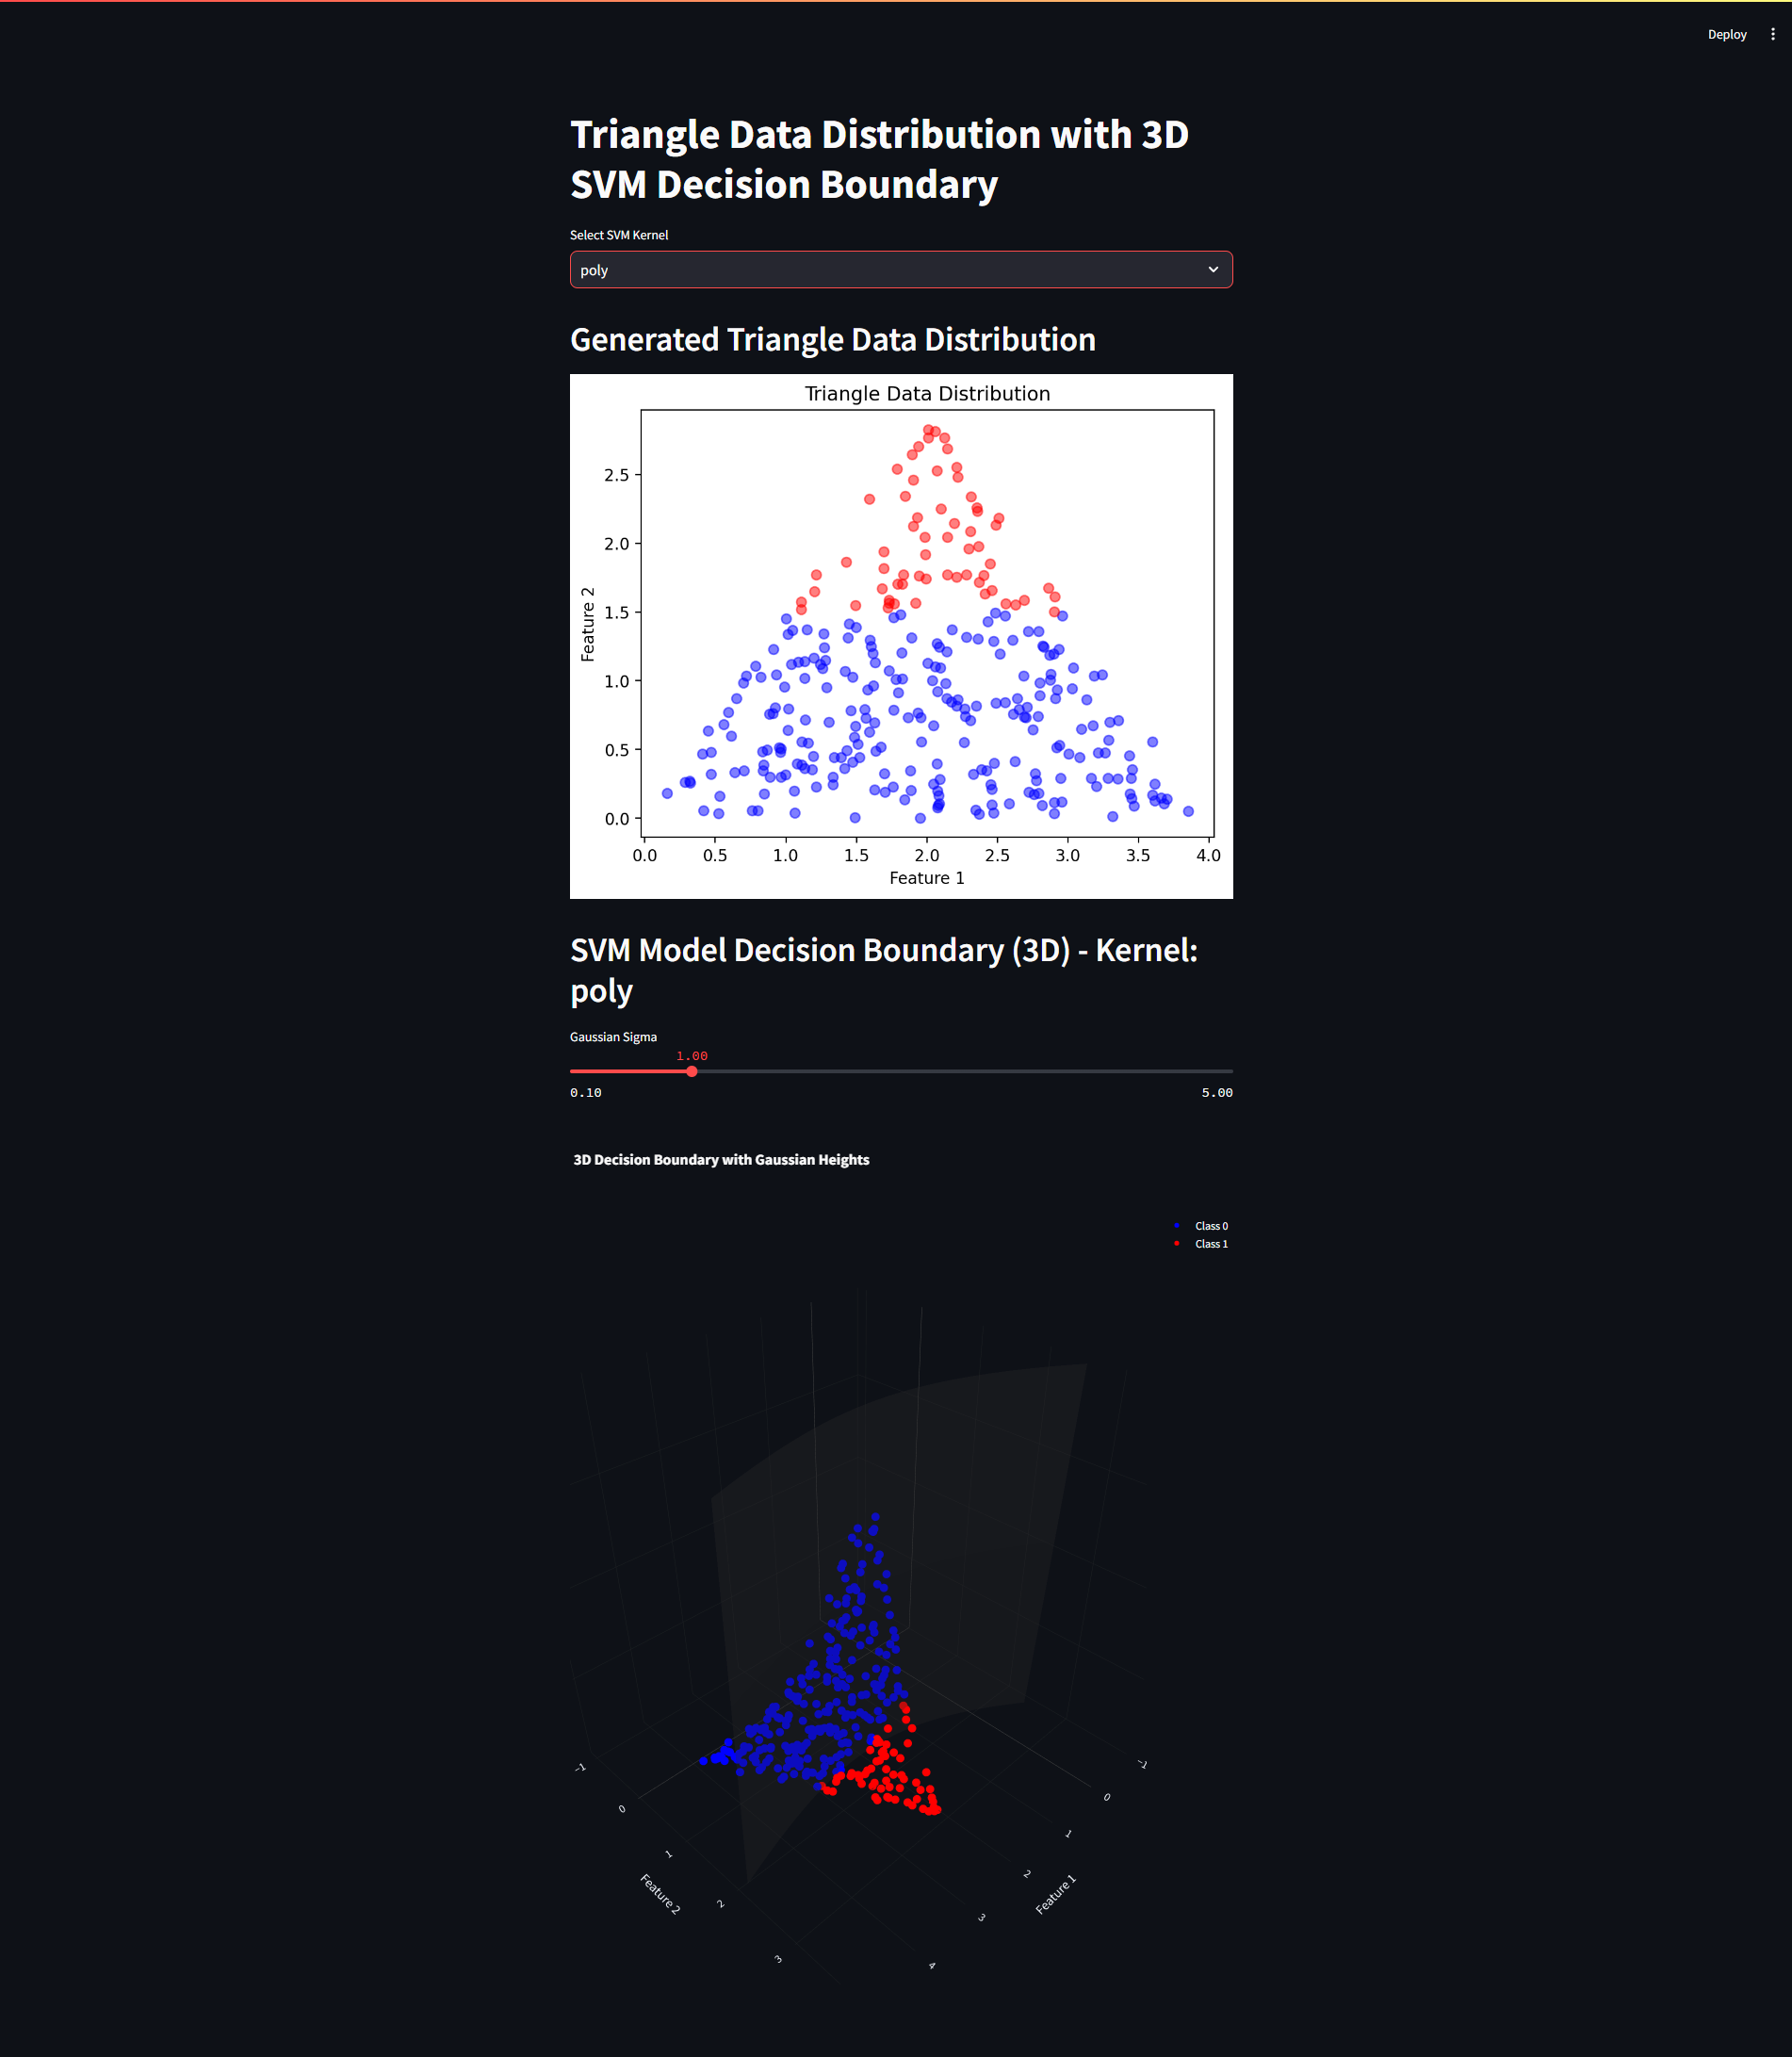 Deploy
Triangle Data Distribution with 3D
SVM Decision Boundary
Select SVM Kernel
poly
Generated Triangle Data Distribution
Triangle Data Distribution
2.5
2.0
1.5
1.0
0.5
0.0
Feature 2
0.0 0.5 1.0 1.5 2.0 2.5 3.0 3.5 4.0
Feature 1
SVM Model Decision Boundary (3D) - Kernel:
poly
Gaussian Sigma
1.00
0.10 5.00
3D Decision Boundary with Gaussian Heights
Class 0
Class 1
−1
0
1
2
3
Feature 2
−1
0
1
2
3
4
Feature 1